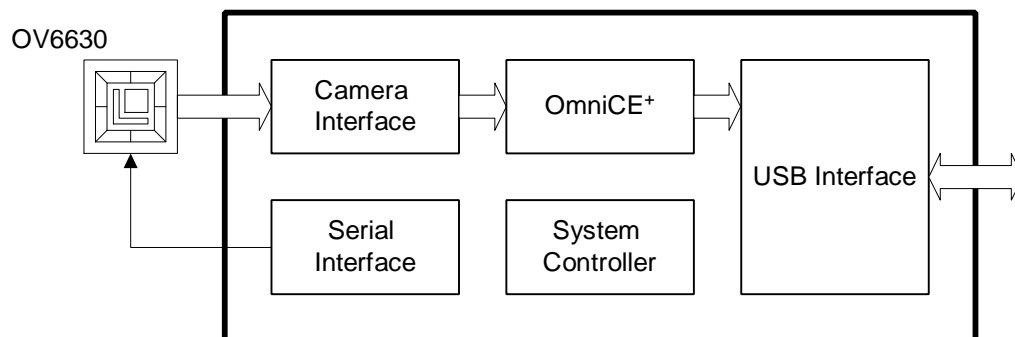 OV6630
Camera
Interface
OmniCE+
USB Interface
Serial
Interface
System
Controller